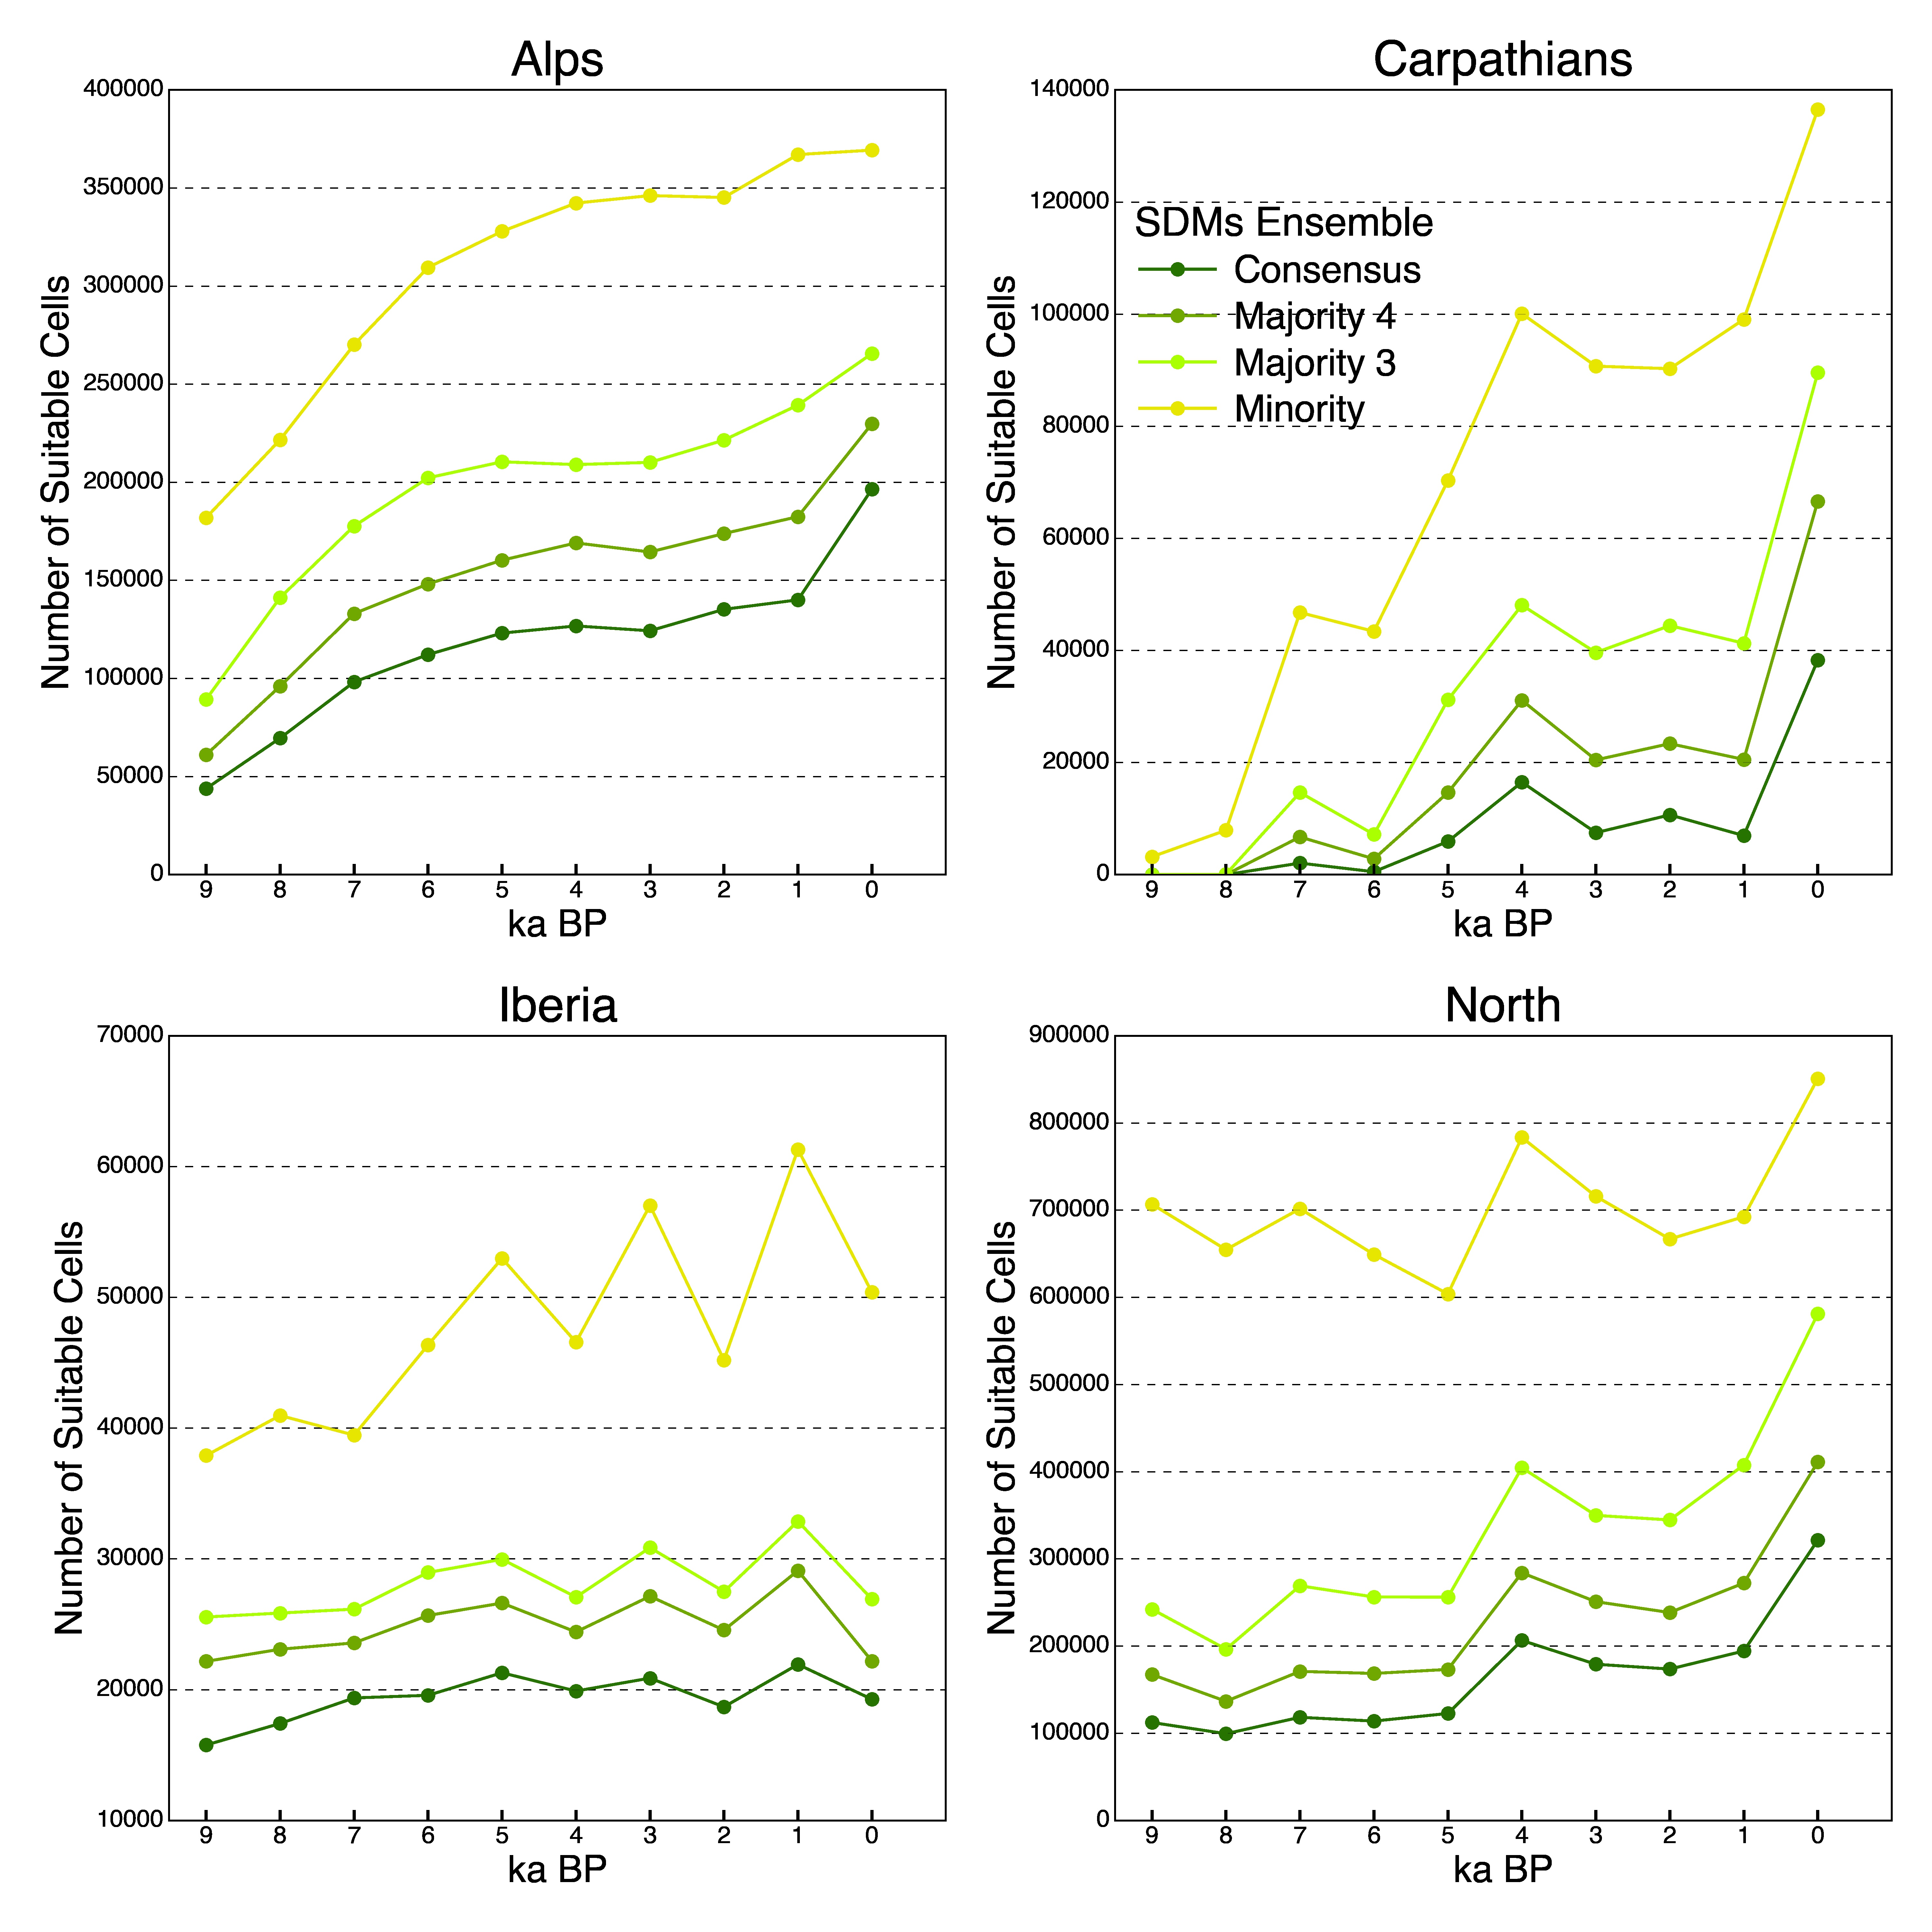 Alps
400000
350000
300000
250000
200000
150000
100000
50000
0
Number of Suitable Cells
9 8 7 6 5 4 3 2 1 0
ka BP
Carpathians
140000
120000
100000
80000
60000
40000
20000
0
Number of Suitable Cells
SDMs Ensemble
Consensus
Majority 4
Majority 3
Minority
9 8 7 6 5 4 3 2 1 0
ka BP
Iberia
70000
60000
50000
40000
30000
20000
10000
Number of Suitable Cells
9 8 7 6 5 4 3 2 1 0
ka BP
North
900000
800000
700000
600000
500000
400000
300000
200000
100000
0
Number of Suitable Cells
9 8 7 6 5 4 3 2 1 0
ka BP